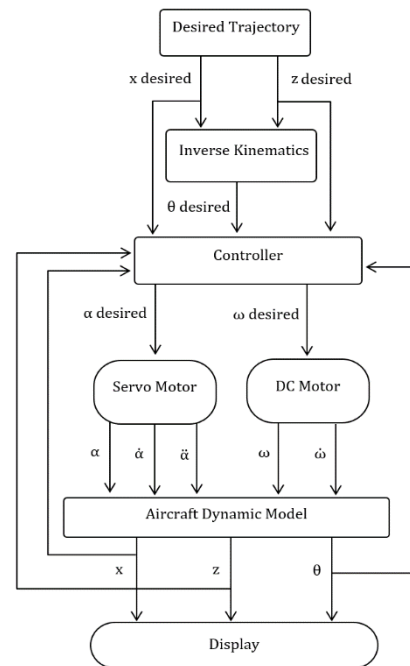 Desired Trajectory
x desired
z desired
Inverse Kinematics
θ desired
Controller
α desired
ω desired
Servo Motor
DC Motor
α
α̇
α̈
ω
ω̇
Aircraft Dynamic Model
x
z
θ
Display